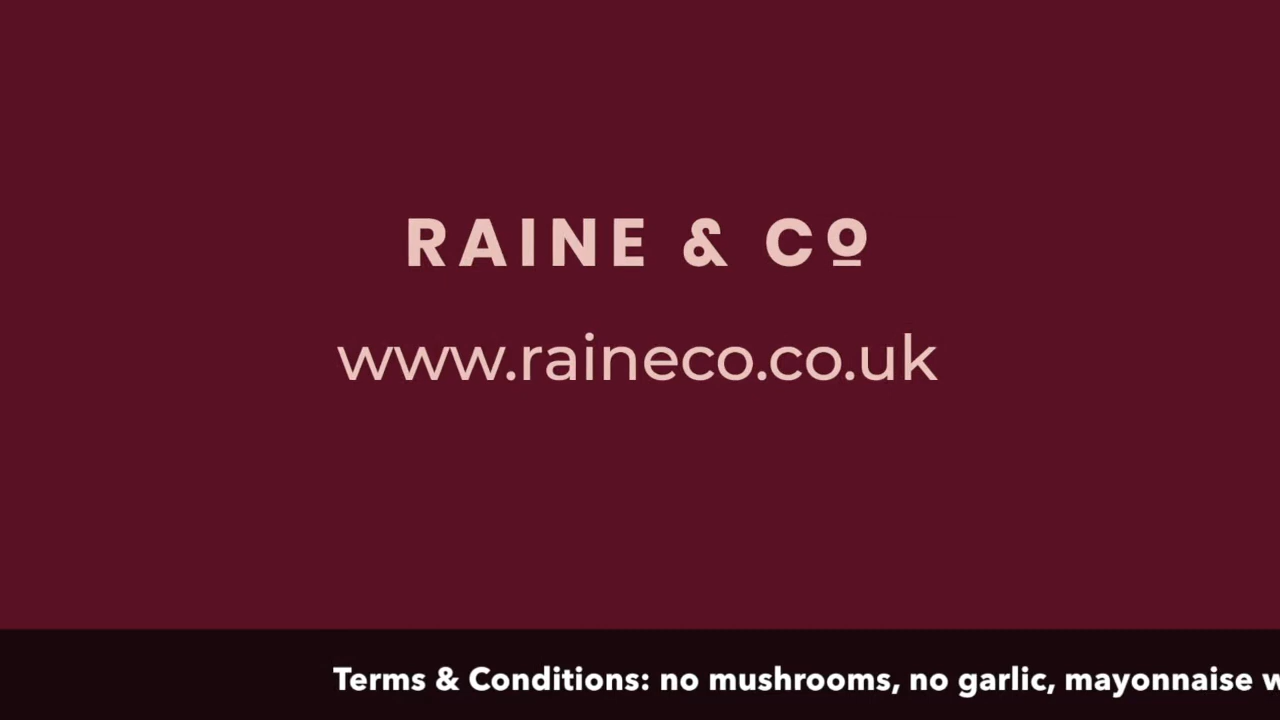 RAINE & Co
www.raineco.co.uk
Terms & Conditions: no mushrooms, no garlic, mayonnaise